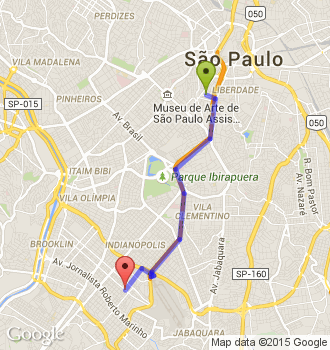 050
PERDIZES
São Paulo
VILA MADALENA
LIBERDADE
SP-015
PINHEIROS
Museu de Arte de
São Paulo Assis...
Av. Brasil
050
ITAIM BIBI
Parque Ibirapuera
R. Bom Pastor
Av. Nazaré
VILA OLÍMPIA
VILA
CLEMENTINO
BROOKLIN
INDIANOPOLIS
Av. Jabaquara
Av. Jornalista Roberto Marinho
SP-160
Google
JABAQUARA
Map data ©2015 Google